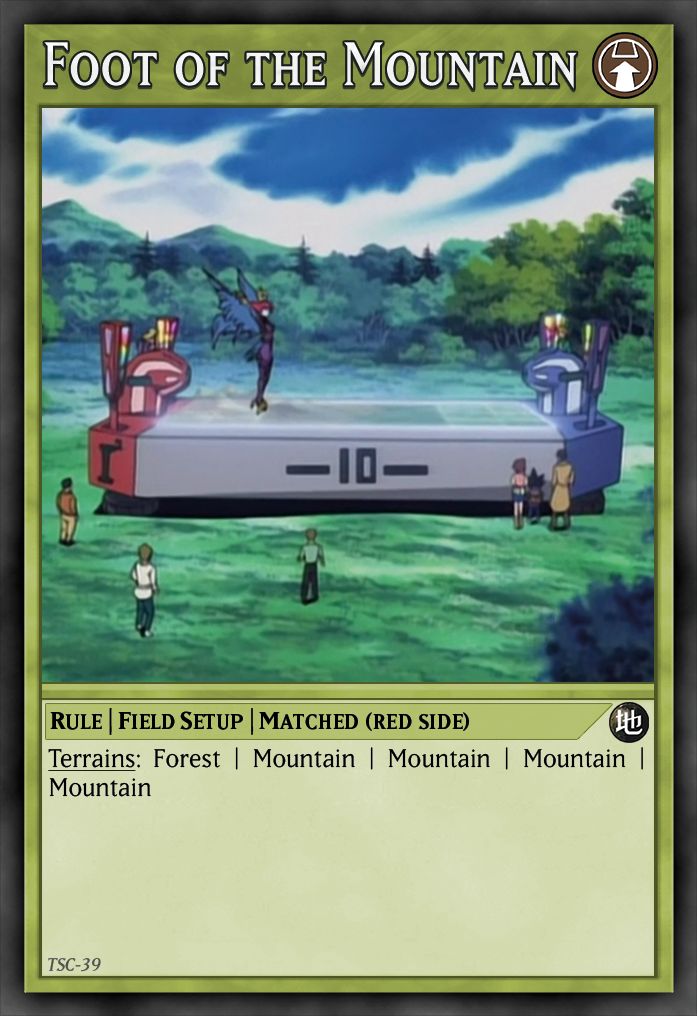 Foot of the Mountain
I
— 10 —
Rule | Field Setup | Matched (red side)
Terrains: Forest | Mountain | Mountain | Mountain |
Mountain
TSC-39